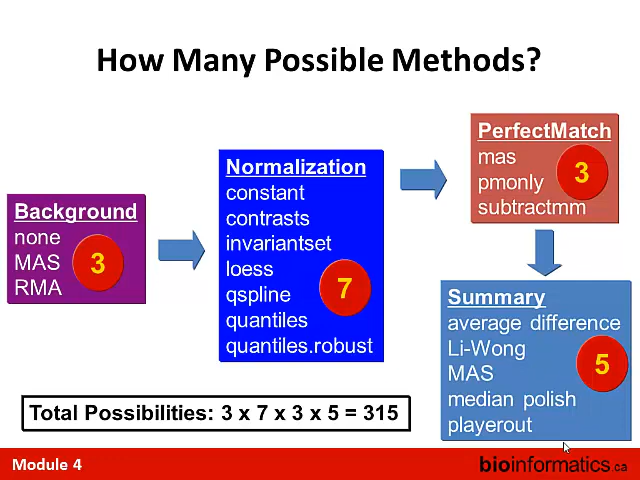 How Many Possible Methods?
Background
none
MAS
RMA
3
Normalization
constant
contrasts
invariantset
loess
qspline
quantiles
quantiles.robust
7
PerfectMatch
mas
pmonly
subtractmm
3
Summary
average difference
Li-Wong
MAS
median polish
playerout
5
Total Possibilities: 3 x 7 x 3 x 5 = 315
Module 4
bioinformatics.ca